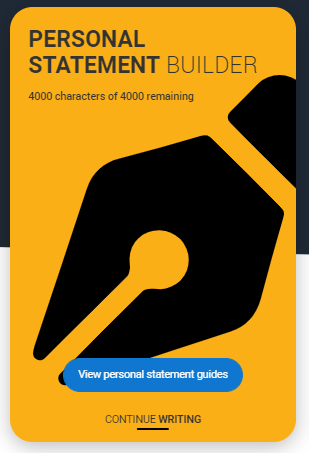 PERSONAL
STATEMENT BUILDER
4000 characters of 4000 remaining
View personal statement guides
CONTINUE WRITING